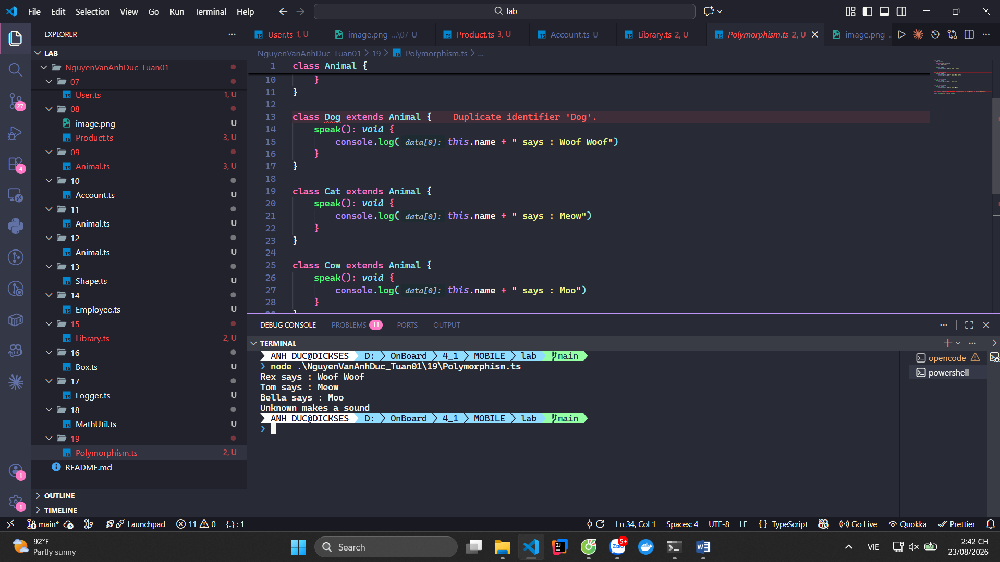 File Edit Selection View Go Run Terminal Help
lab
EXPLORER
User.ts 1, U
image.png ...\07 U
Product.ts 3, U
Account.ts U
Library.ts 2, U
Polymorphism.ts 2, U
image.png
LAB
NguyenVanAnhDuc_Tuan01
07
User.ts 1, U
08
image.png U
Product.ts 3, U
09
Animal.ts 3, U
10
Account.ts U
11
Animal.ts U
12
Animal.ts U
13
Shape.ts U
14
Employee.ts U
15
Library.ts 2, U
16
Box.ts U
17
Logger.ts U
18
MathUtil.ts U
19
Polymorphism.ts 2, U
README.md
OUTLINE
TIMELINE
27
4
1
1
NguyenVanAnhDuc_Tuan01 > 19 > Polymorphism.ts > ...
1 class Animal {
10 }
11 }
12
13 class Dog extends Animal { Duplicate identifier 'Dog'.
14 speak(): void {
15 console.log( data[0]: this.name + " says : Woof Woof")
16 }
17 }
18
19 class Cat extends Animal {
20 speak(): void {
21 console.log( data[0]: this.name + " says : Meow")
22 }
23 }
24
25 class Cow extends Animal {
26 speak(): void {
27 console.log( data[0]: this.name + " says : Moo")
28 }
DEBUG CONSOLE PROBLEMS 11 PORTS OUTPUT
TERMINAL
ANH DUC@DICKSES D: OnBoard 4_1 MOBILE lab main
❯ node .\NguyenVanAnhDuc_Tuan01\19\Polymorphism.ts
Rex says : Woof Woof
Tom says : Meow
Bella says : Moo
Unknown makes a sound
ANH DUC@DICKSES D: OnBoard 4_1 MOBILE lab main
❯
opencode
powershell
main* Launchpad 11 0 {..} : 1
Ln 34, Col 1 Spaces: 4 UTF-8 LF { } TypeScript Go Live Quokka Prettier
92°F
Partly sunny
Search
Zalo
5+
VIE
2:42 CH
23/08/2026